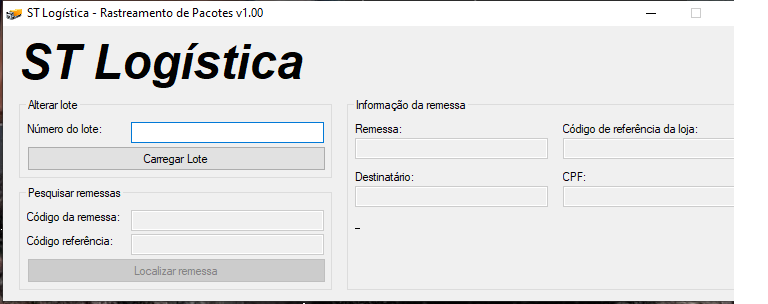 ST Logística - Rastreamento de Pacotes v1.00
ST Logística
Alterar lote
Número do lote:
Carregar Lote
Pesquisar remessas
Código da remessa:
Código referência:
Localizar remessa
Informação da remessa
Remessa:
Código de referência da loja:
Destinatário:
CPF:
_